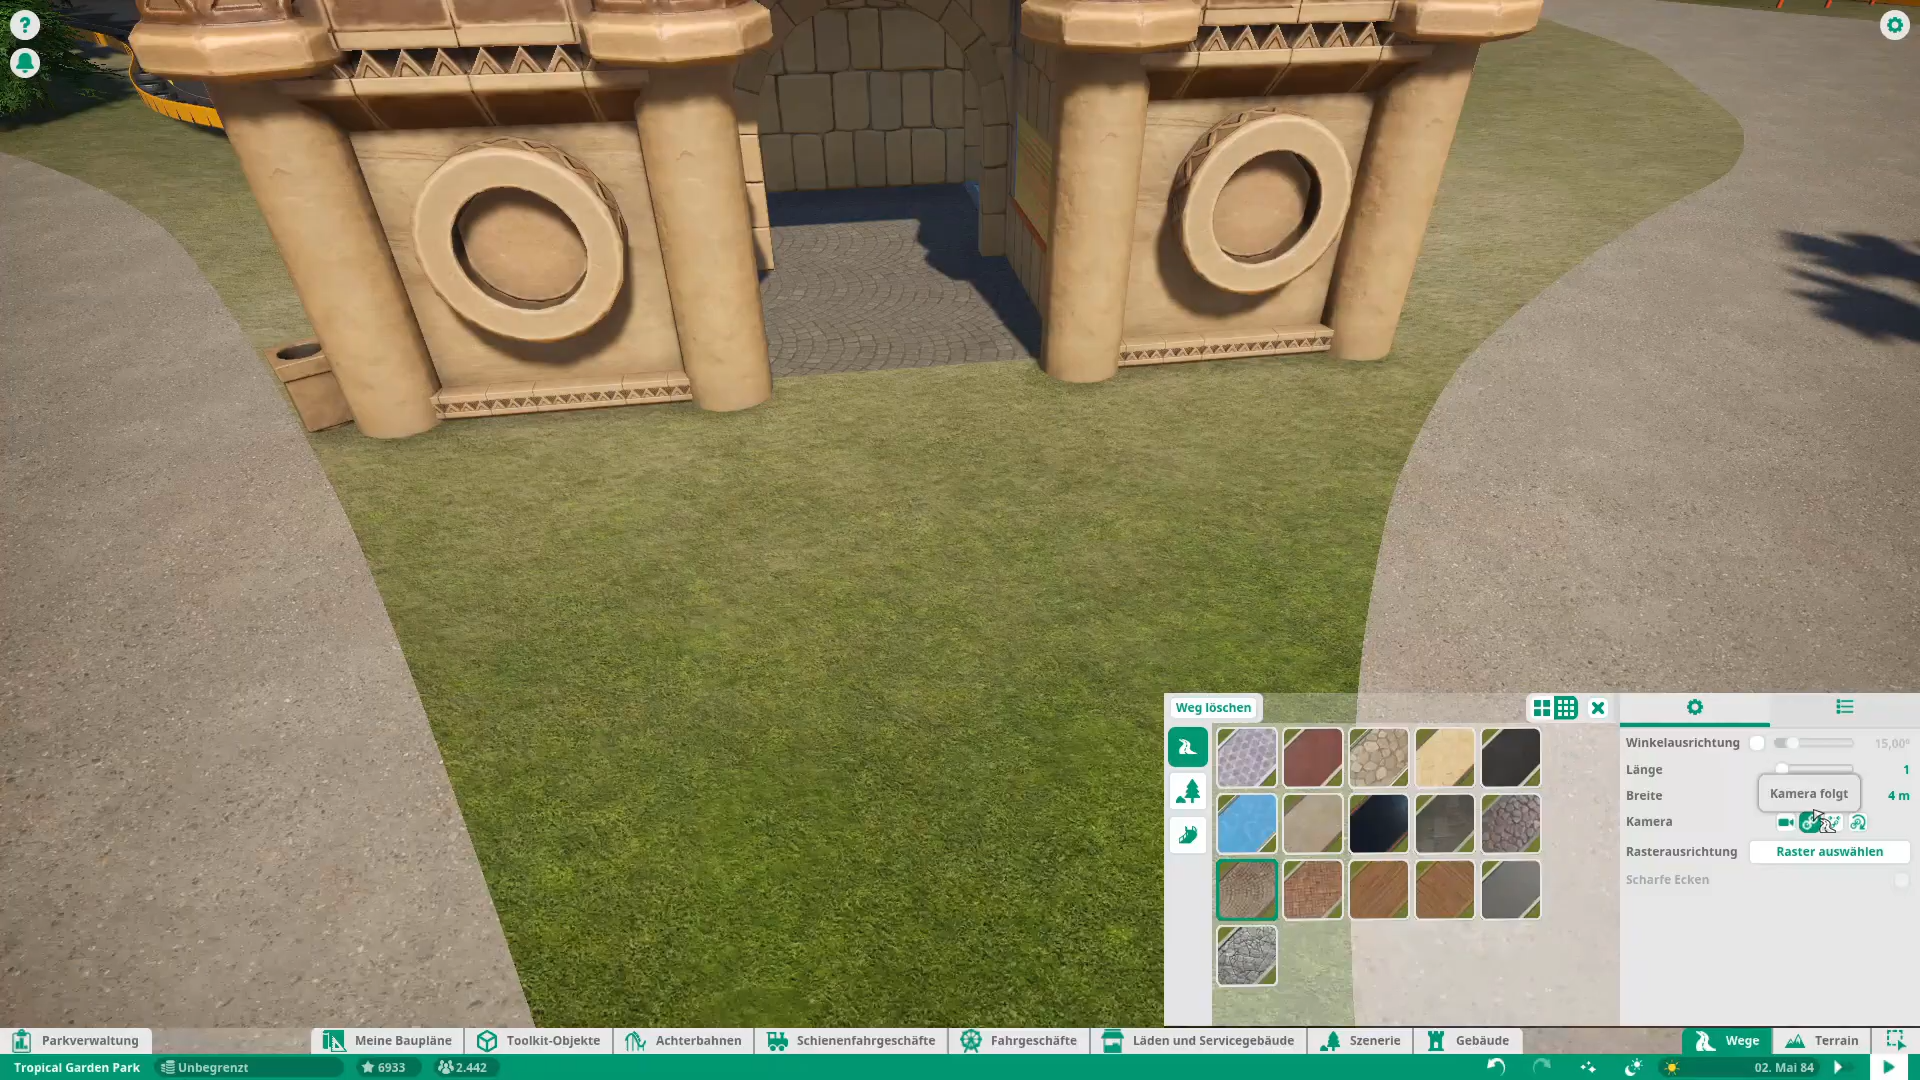 ?
Weg löschen
Winkelausrichtung 15,00°
Länge 1
Kamera folgt
Breite 4 m
Kamera
Rasterausrichtung Raster auswählen
Scharfe Ecken
Parkverwaltung Meine Baupläne Toolkit-Objekte Achterbahnen Schienenfahrgeschäfte Fahrgeschäfte Läden und Servicegebäude Szenerie Gebäude Wege Terrain
Tropical Garden Park Unbegrenzt 6933 2.442 02. Mai 84